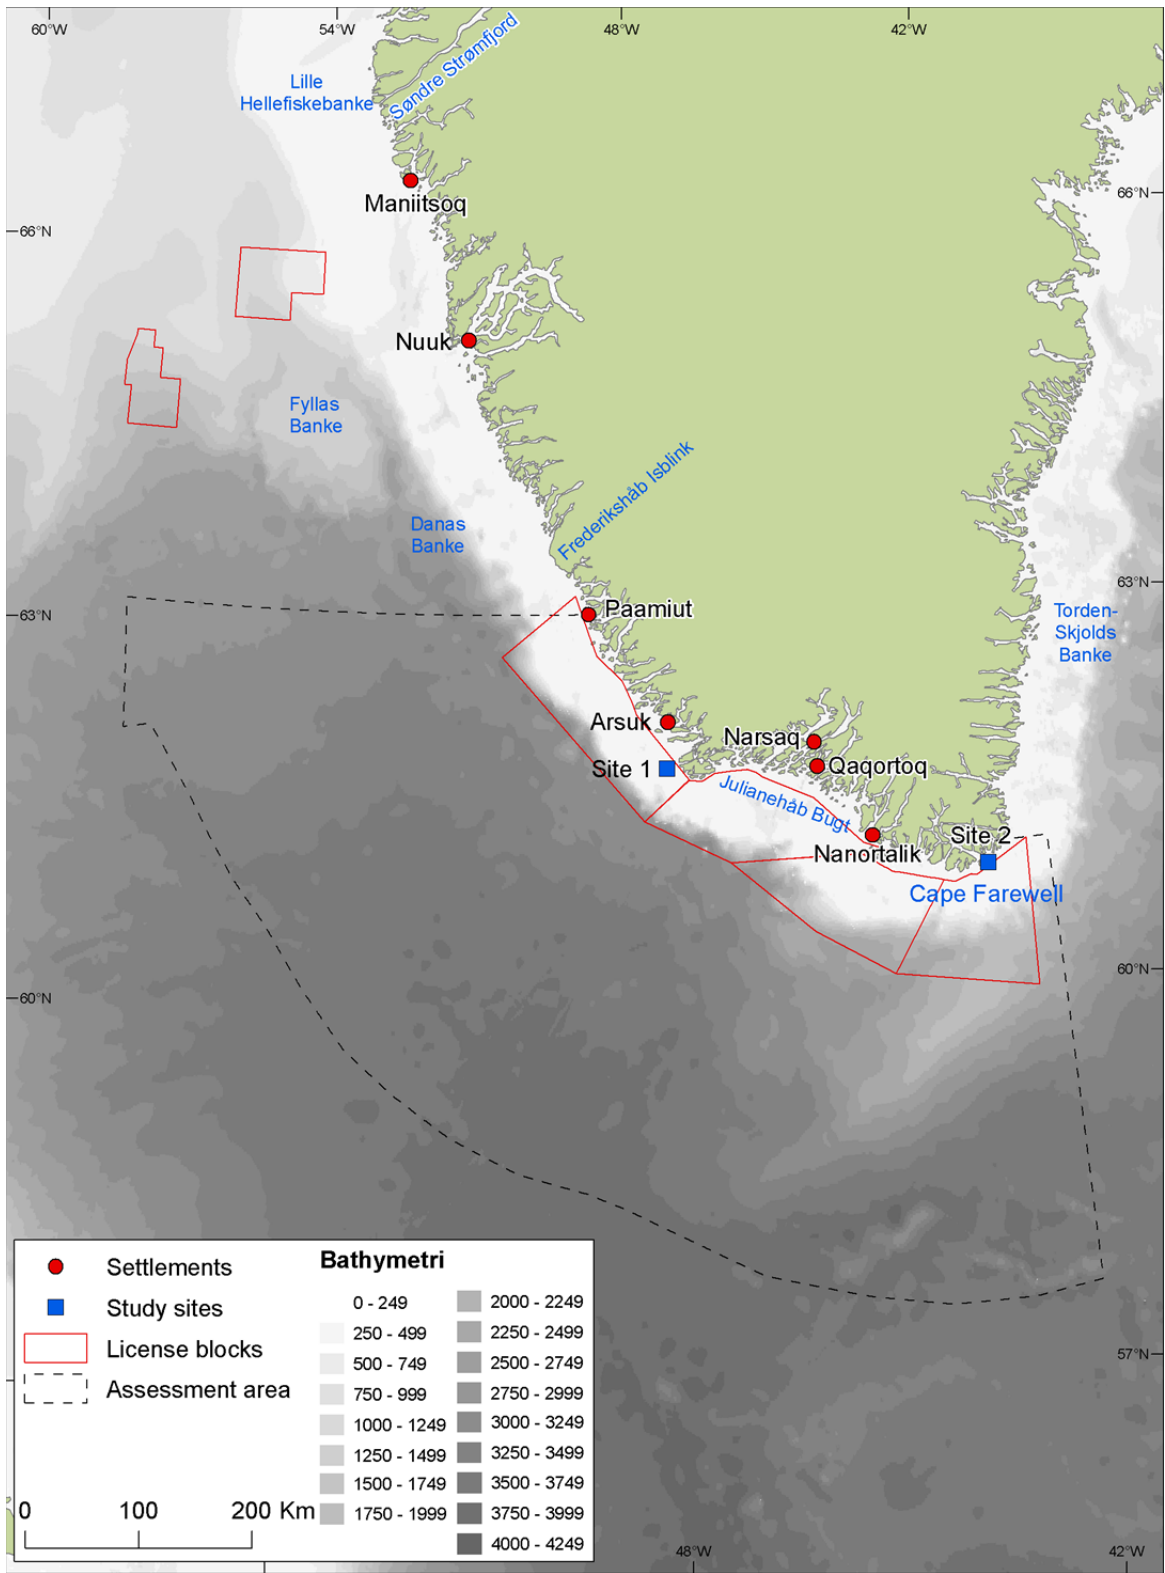 60°W
54°W
48°W
42°W
Lille
Hellefiskebanke
Søndre Strømfjord
Maniitsoq
66°N
66°N
Nuuk
Fyllas
Banke
Frederikshåb Isblink
Danas
Banke
63°N
63°N
Paamiut
Torden-
Skjolds
Banke
Arsuk
Narsaq
Site 1
Qaqortoq
Julianehåb Bugt
Site 2
Nanortalik
Cape Farewell
60°N
60°N
57°N
Settlements
Study sites
License blocks
Assessment area
0 100 200 Km
Bathymetri
0 - 249
250 - 499
500 - 749
750 - 999
1000 - 1249
1250 - 1499
1500 - 1749
1750 - 1999
2000 - 2249
2250 - 2499
2500 - 2749
2750 - 2999
3000 - 3249
3250 - 3499
3500 - 3749
3750 - 3999
4000 - 4249
48°W
42°W